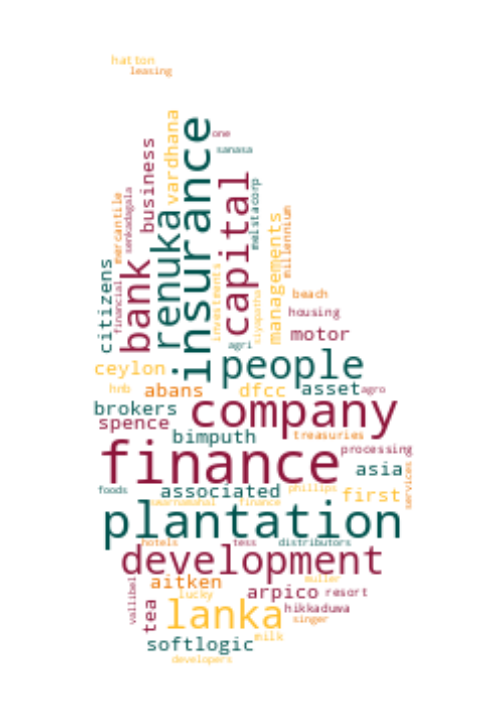 hatton
leasing
one
sanasa
vardhana
insurance
business
capital
melstacorp
senkadagala
mercantile
renuka
managements
millennium
bank
citizens
financial
investments
siyapatha
beach
housing
motor
agri
people
ceylon
hnb
abans
dfcc
asset
agro
brokers
company
spence
bimputh
treasuries
processing
finance
asia
services
foods
associated
phillips
first
swarnamahal
finance
plantation
hotels
tess
distributors
development
aitken
muller
vallibel
lucky
arpico
resort
tea
lanka
hikkaduwa
singer
softlogic
milk
developers